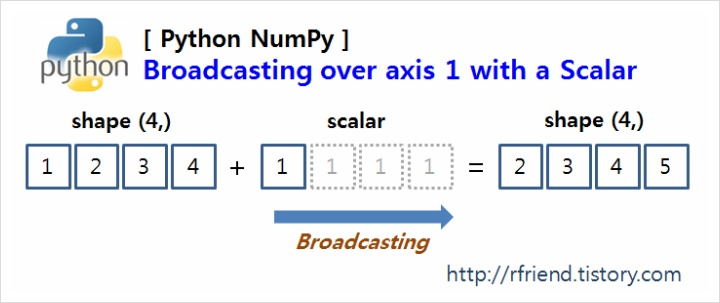 [ Python NumPy ]
python
Broadcasting over axis 1 with a Scalar
shape (4,) scalar shape (4,)
1 2 3 4 + 1 1 1 1 = 2 3 4 5
Broadcasting
http://rfriend.tistory.com